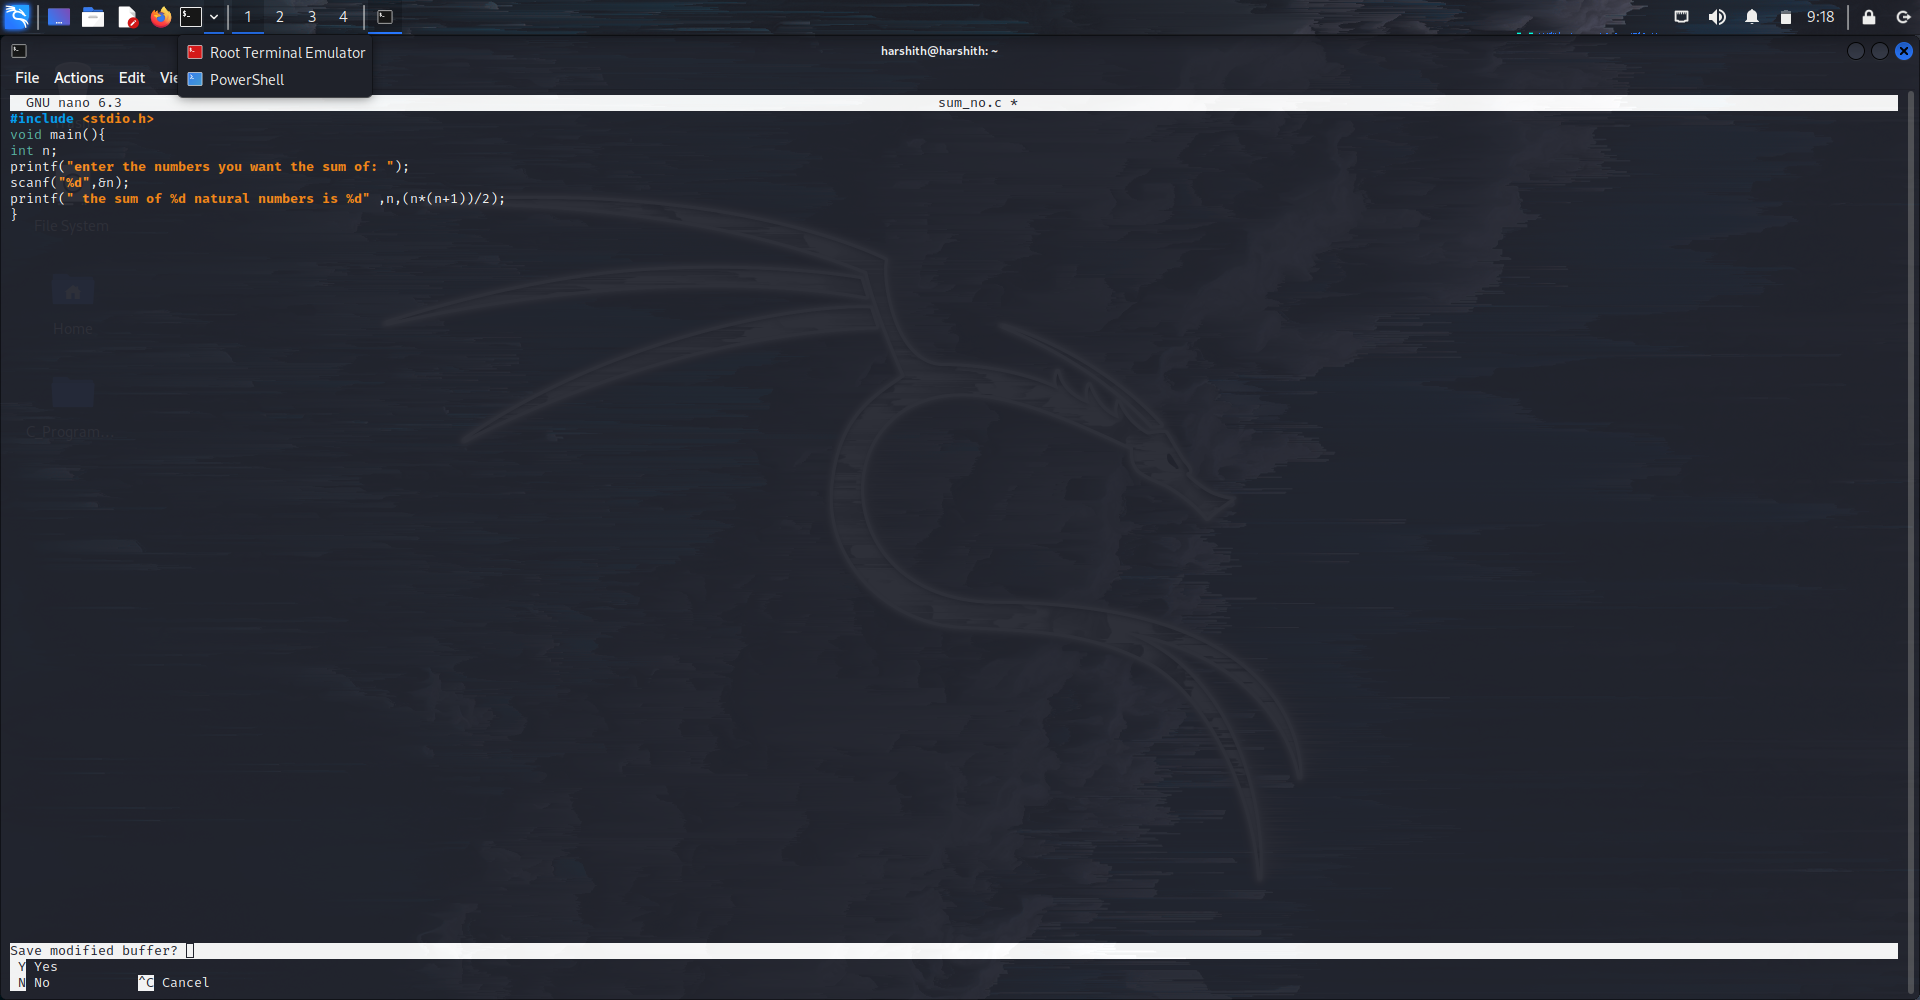 1 2 3 4 9:18
Root Terminal Emulator
PowerShell
harshith@harshith: ~
File Actions Edit Vie
GNU nano 6.3 sum_no.c *
#include <stdio.h>
void main(){
int n;
printf("enter the numbers you want the sum of: ");
scanf("%d",&n);
printf(" the sum of %d natural numbers is %d" ,n,(n*(n+1))/2);
}
File System
Home
C Program...
Save modified buffer?
Y Yes
N No ^C Cancel